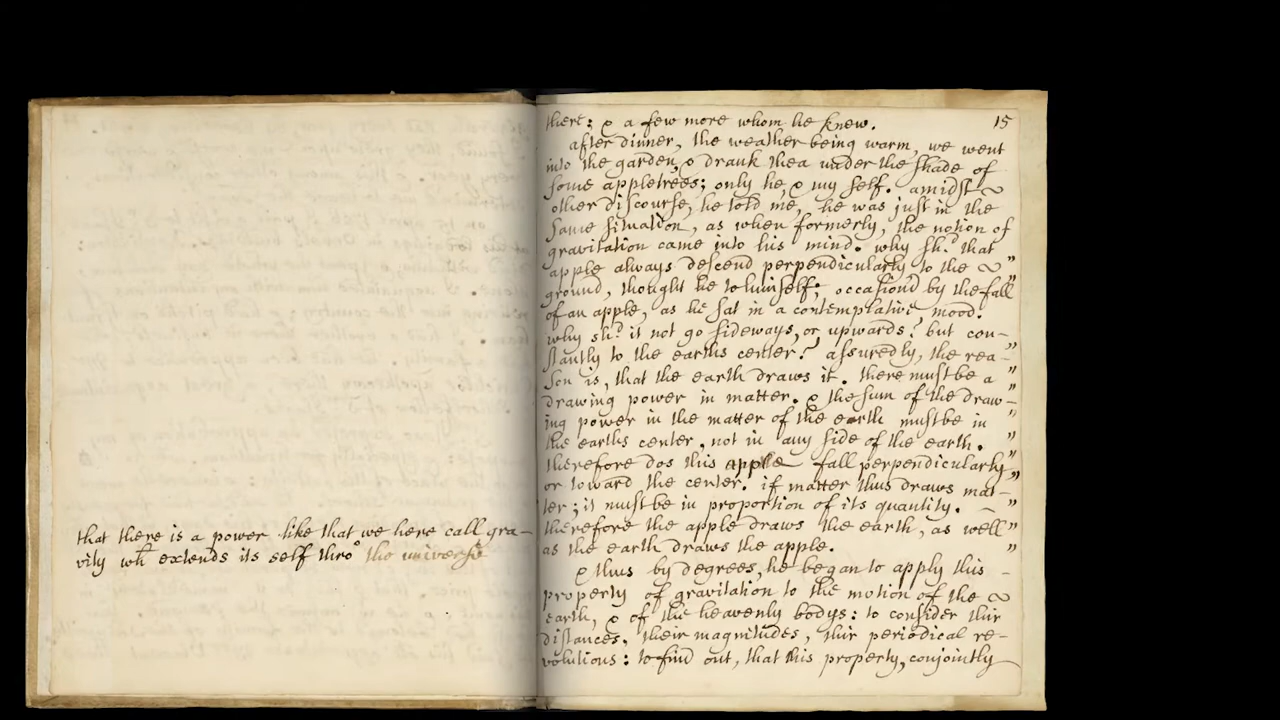 that there is a power like that we here call gra-
vity wh extends its self thro the universe
15
there; & a few more whom he knew.
after dinner, the weather being warm, we went
into the garden, & drank thea under the shade of
some appletrees; only he, & my self. amidst
other discourse, he told me, he was just in the
same situation, as when formerly, the notion of
gravitation came into his mind. why shd that
apple always descend perpendicularly to the "
ground, thought he to himself; occasion'd by the fall "
of an apple, as he sat in a contemplative mood.
why shd it not go sideways, or upwards? but con- "
stantly to the earths center? assuredly, the rea- "
son is, that the earth draws it. there must be a "
drawing power in matter. & the sum of the draw- "
ing power in the matter of the earth must be in "
the earths center, not in any side of the earth. "
therefore dos this apple fall perpendicularly "
or toward the center. if matter thus draws mat- "
ter; it must be in proportion of its quantity. "
therefore the apple draws the earth, as well "
as the earth draws the apple. "
& thus by degrees, he began to apply this -
property of gravitation to the motion of the
earth, & of the heavenly bodys: to consider thir
distances, their magnitudes, thir periodical re-
volutions: to find out, that this property, conjointly